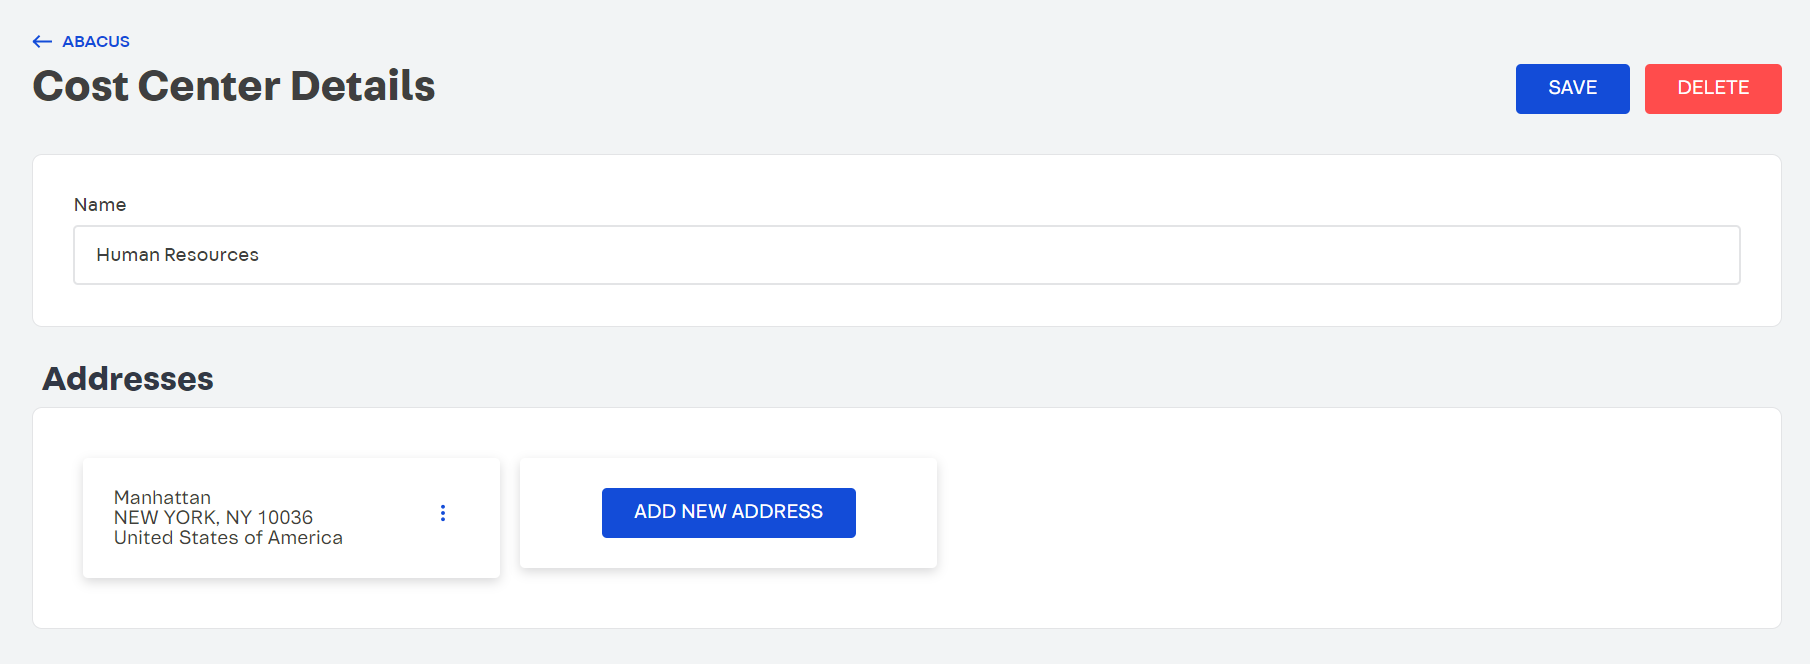 ABACUS
Cost Center Details
SAVE
DELETE
Name
Human Resources
Addresses
Manhattan
NEW YORK, NY 10036
United States of America
ADD NEW ADDRESS